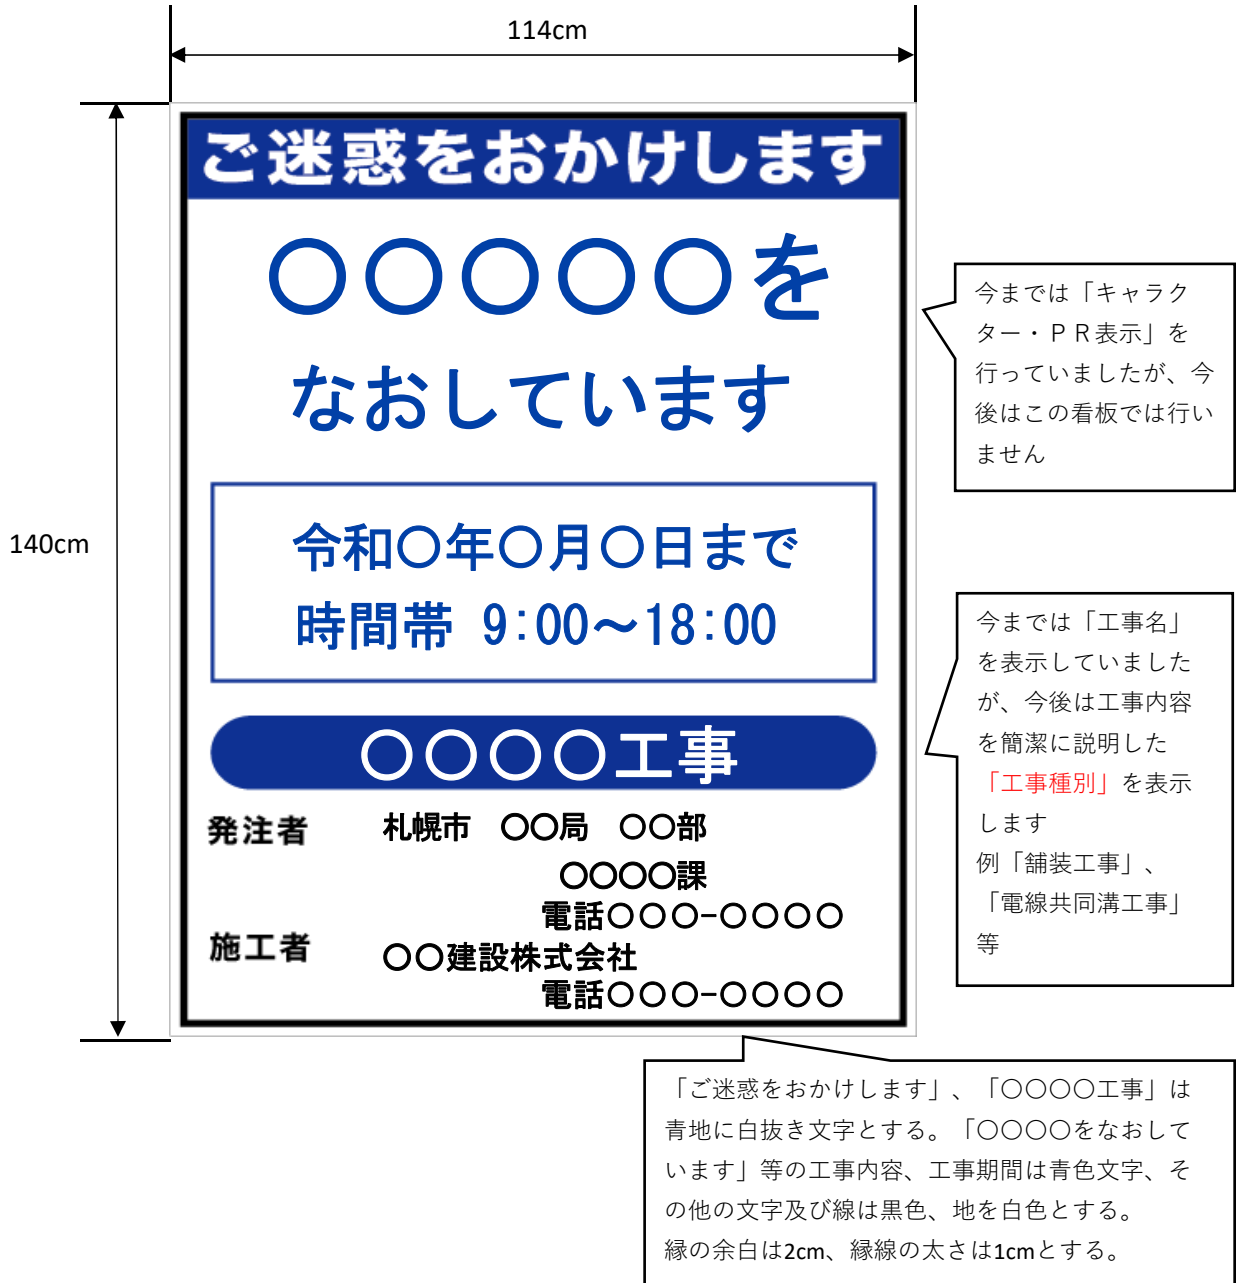 114cm
140cm
ご迷惑をおかけします
○○○○○を
なおしています
令和○年○月○日まで
時間帯 9:00～18:00
○○○○工事
発注者 札幌市 ○○局 ○○部
○○○○課
電話○○○-○○○○
施工者 ○○建設株式会社
電話○○○-○○○○
今までは「キャラク
ター・ＰＲ表示」を
行っていましたが、今
後はこの看板では行い
ません
今までは「工事名」
を表示していました
が、今後は工事内容
を簡潔に説明した
「工事種別」を表示
します
例「舗装工事」、
「電線共同溝工事」
等
「ご迷惑をおかけします」、「○○○○工事」は
青地に白抜き文字とする。「○○○○をなおして
います」等の工事内容、工事期間は青色文字、そ
の他の文字及び線は黒色、地を白色とする。
縁の余白は2cm、縁線の太さは1cmとする。